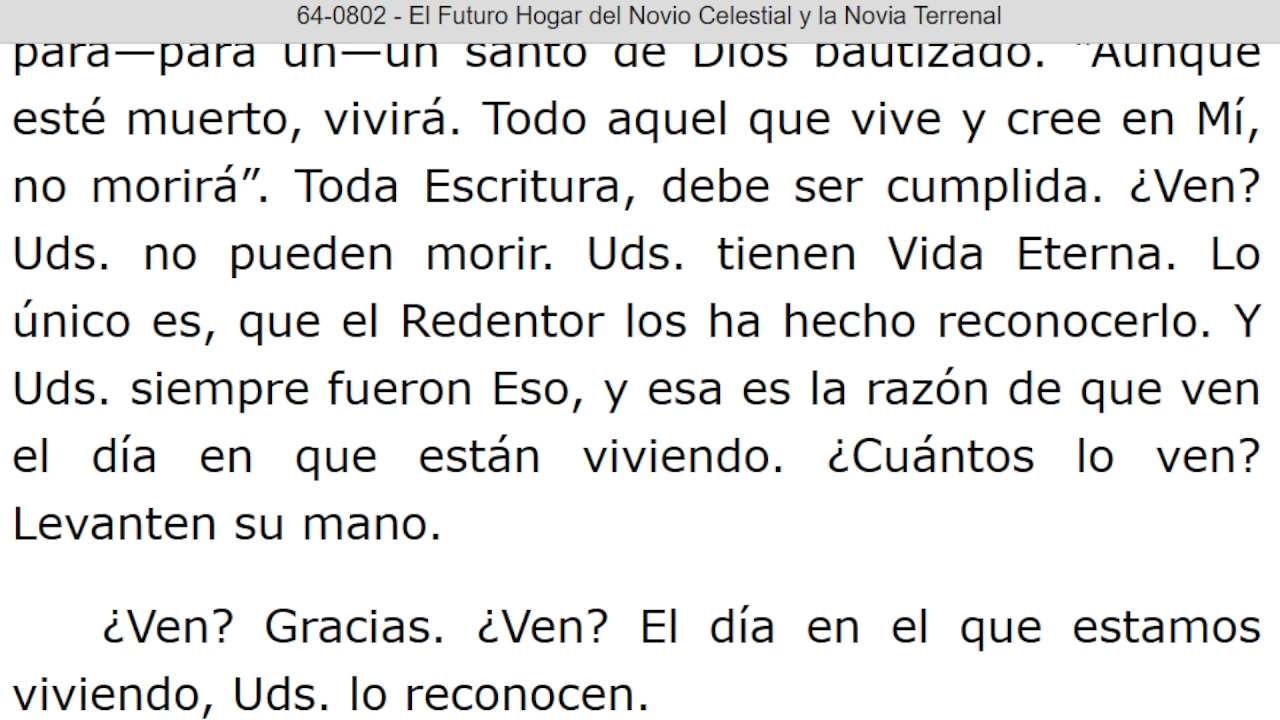 64-0802 - El Futuro Hogar del Novio Celestial y la Novia Terrenal
para—para un—un santo de Dios bautizado. “Aunque
esté muerto, vivirá. Todo aquel que vive y cree en Mí,
no morirá”. Toda Escritura, debe ser cumplida. ¿Ven?
Uds. no pueden morir. Uds. tienen Vida Eterna. Lo
único es, que el Redentor los ha hecho reconocerlo. Y
Uds. siempre fueron Eso, y esa es la razón de que ven
el día en que están viviendo. ¿Cuántos lo ven?
Levanten su mano.
¿Ven? Gracias. ¿Ven? El día en el que estamos
viviendo, Uds. lo reconocen.